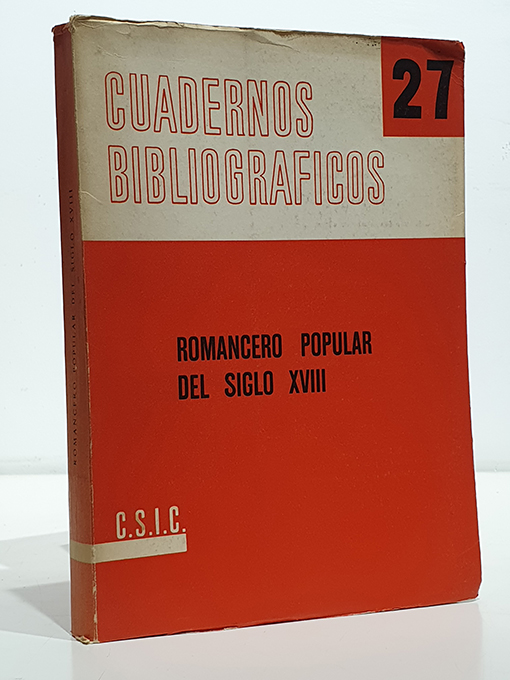 CUADERNOS
BIBLIOGRAFICOS
27
ROMANCERO POPULAR
DEL SIGLO XVIII
C.S.I.C.
ROMANCERO POPULAR DEL SIGLO XVIII